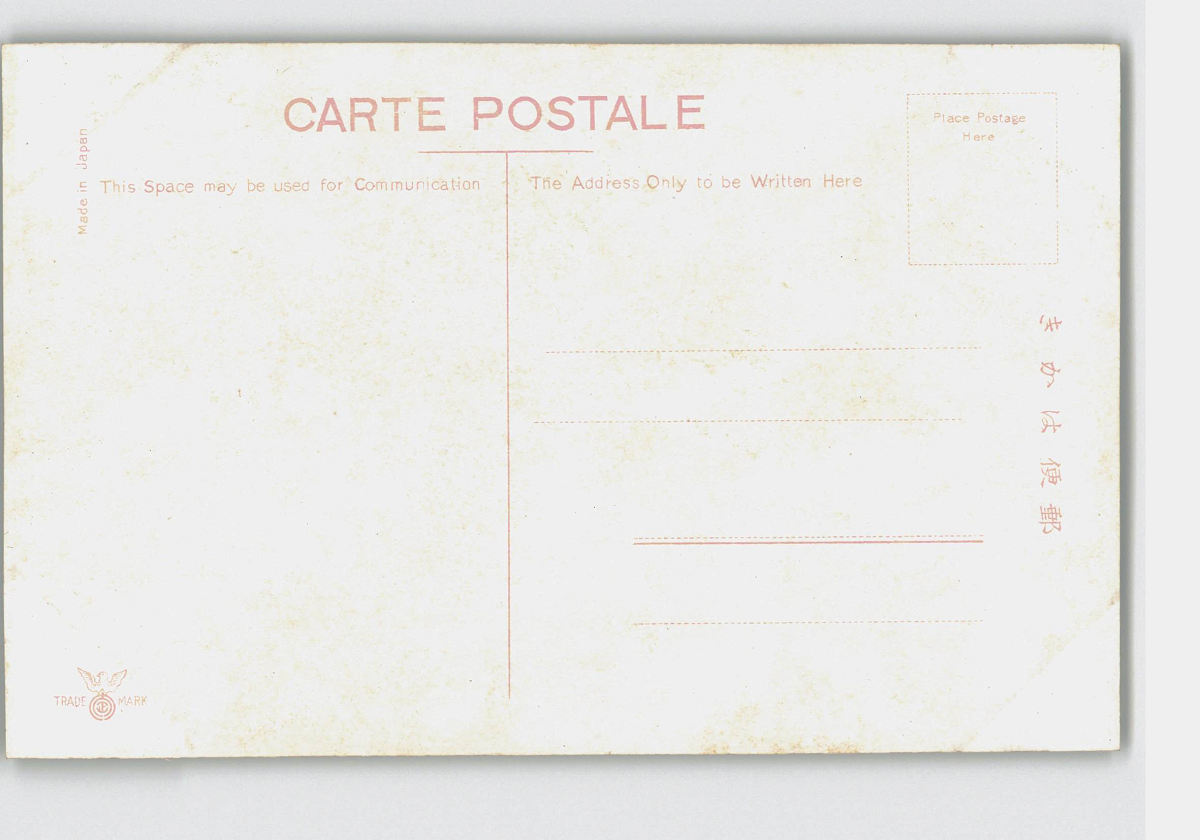 CARTE POSTALE
Made in Japan
This Space may be used for Communication
The Address Only to be Written Here
Place Postage
Here
郵便はかき
TRADE MARK